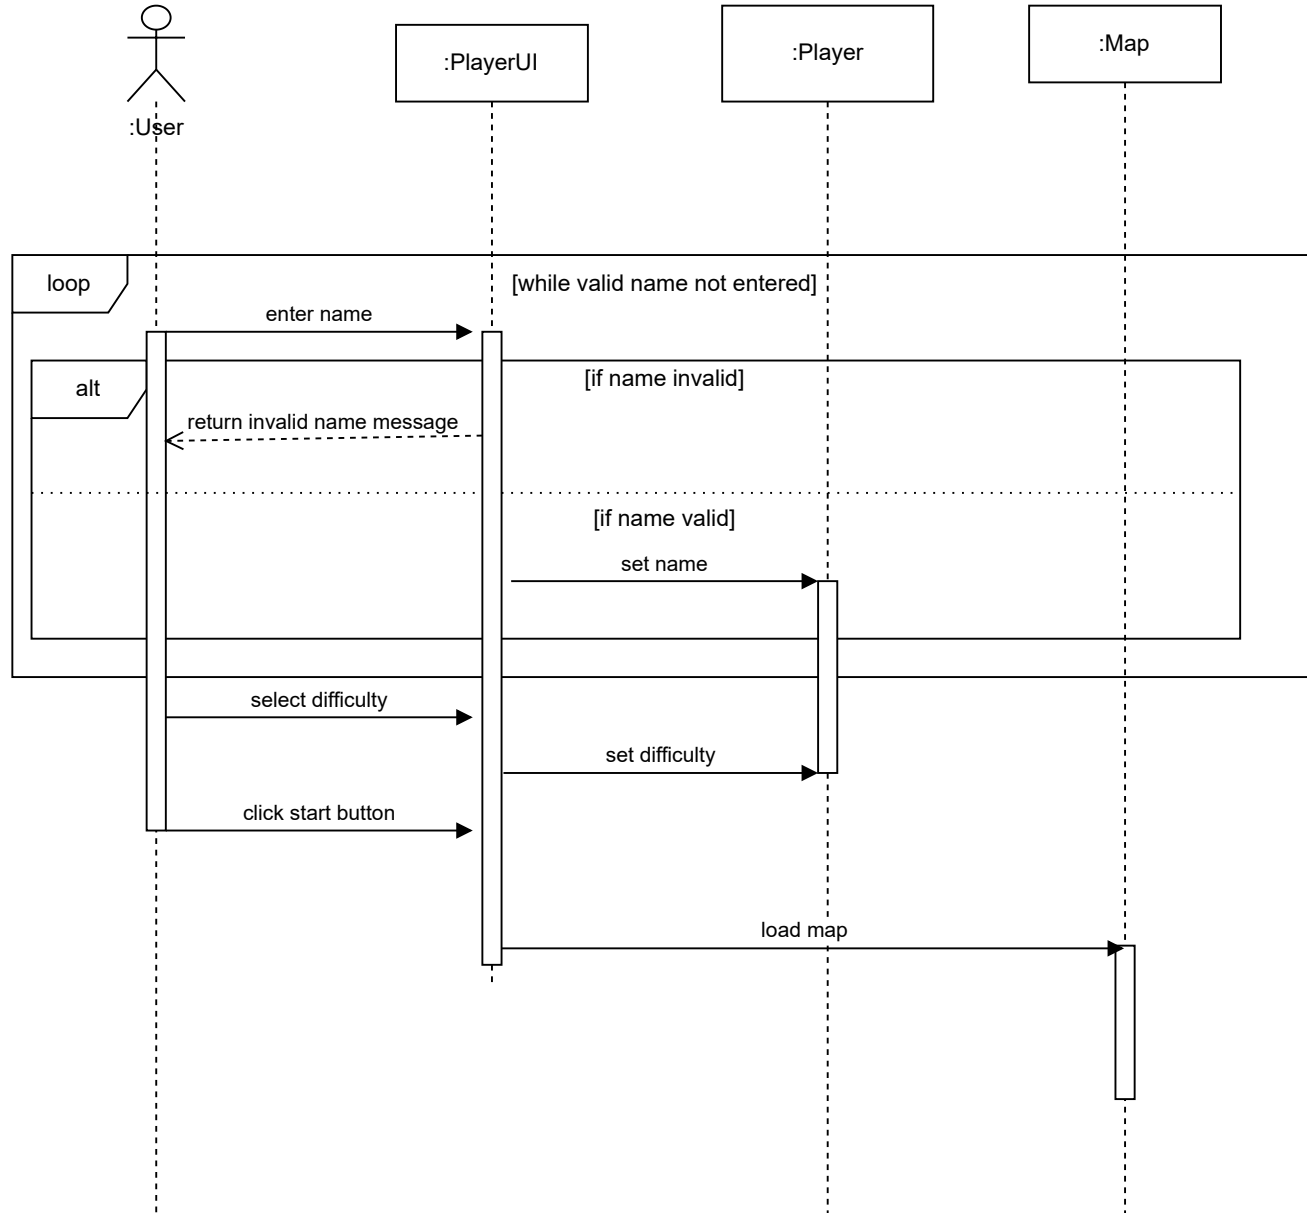 :User
:PlayerUI
:Player
:Map
loop
[while valid name not entered]
enter name
alt
[if name invalid]
return invalid name message
[if name valid]
set name
select difficulty
set difficulty
click start button
load map